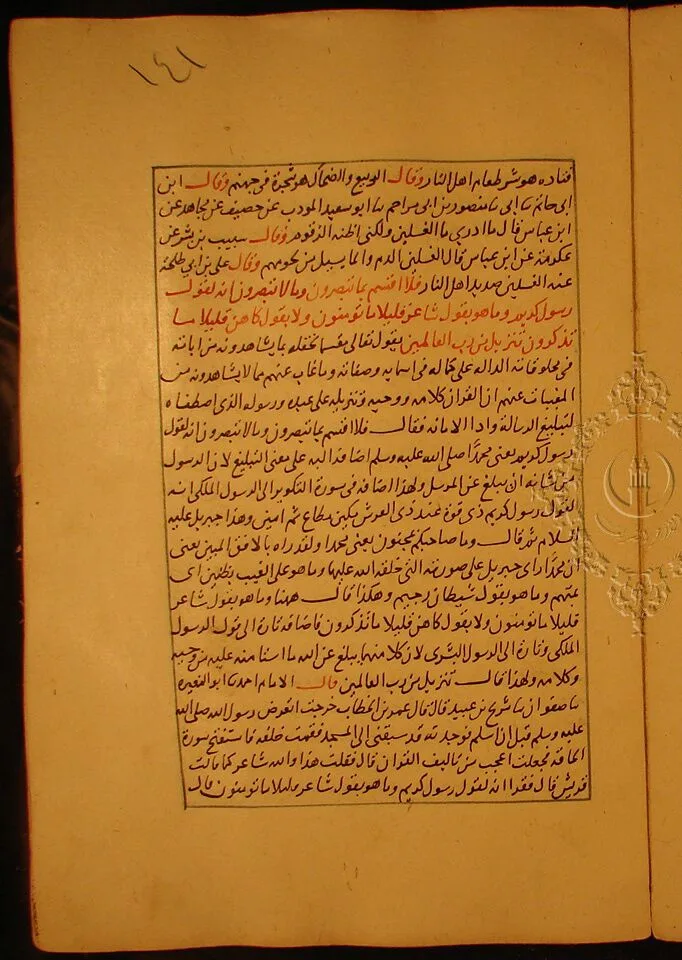 ١٤١
قتادة هو شر طعام اهل النار وقال الربيع والضحاك هو شجرة في جهنم وقال ابن
ابي حاتم ثنا ابي ثنا منصور بن ابي مزاحم ثنا ابو سعيد المودب عن خصيف عن مجاهد عن
ابن عباس قال ما ادري ما الغسلين ولكني اظنه الزقوم وقال شبيب بن بشر عن
عكرمة عن ابن عباس قال الغسلين الدم والما يسيل من لحومهم وقال علي بن ابي طلحة
عنه الغسلين صديد اهل النار فلا اقسم بما تبصرون وما لا تبصرون انه لقول
رسول كريم وما هو بقول شاعر قليلا ما تومنون ولا بقول كاهن قليلا ما
تذكرون تنزيل من رب العالمين يقول تعالى مقسما لخلقه بما يشاهدونه من اياته
في مخلوقاته الدالة على كماله في اسمايه وصفاته وما غاب عنهم مما لا يشاهدونه من
المغيبات عنهم ان القران كلامه ووحيه وتنزيله على عبده ورسوله الذي اصطفاه
لتبليغ الرسالة وادا الامانة فقال فلا اقسم بما تبصرون وما لا تبصرون انه لقول
رسول كريم يعني محمدا صلى الله عليه وسلم اضافه اليه على معنى التبليغ لان الرسول
من شانه ان يبلغ عن المرسل ولهذا اضافه في سورة التكوير الى الرسول الملكي انه
لقول رسول كريم ذي قوة عند ذي العرش مكين مطاع ثم امين وهذا جبريل عليه
السلام ثم قال وما صاحبكم بمجنون يعني محمدا ولقد راه بالافق المبين يعني
ان محمدا راى جبريل على صورته التي خلقه الله عليها وما هو على الغيب بظنين اي
بمتهم وما هو بقول شيطان رجيم وهكذا قال ههنا وما هو بقول شاعر
قليلا ما تومنون ولا بقول كاهن قليلا ما تذكرون فاضافه تارة الى قول الرسول
الملكي وتارة الى الرسول البشري لان كلا منهما يبلغ عن الله ما استامنه عليه من وحيه
وكلامه ولهذا قال تنزيل من رب العالمين قال الامام احمد ثنا ابو المغيرة
ثنا صفوان ثنا شريح بن عبيد قال قال عمر بن الخطاب خرجت اتعرض رسول الله صلى الله
عليه وسلم قبل ان اسلم فوجدته قد سبقني الى المسجد فقمت خلفه فاستفتح سورة
الحاقة فجعلت اعجب من تاليف القران قال فقلت هذا والله شاعر كما قالت
قريش قال فقرا انه لقول رسول كريم وما هو بقول شاعر قليلا ما تومنون قال